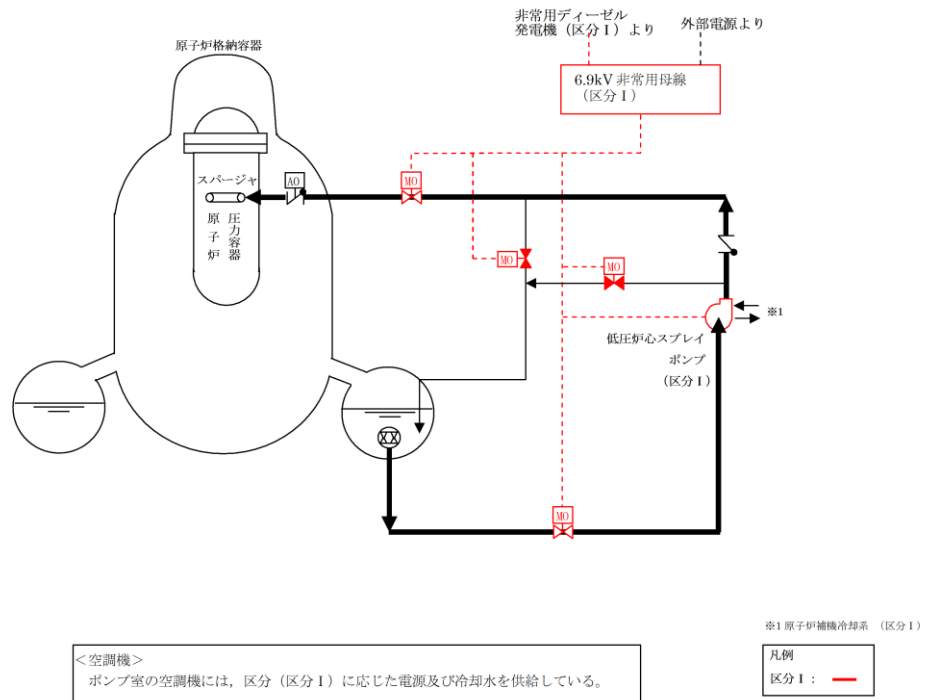 非常用ディーゼル
発電機（区分Ⅰ）より
外部電源より
原子炉格納容器
6.9kV 非常用母線
（区分Ⅰ）
スパージャ
AO
MO
原子炉
圧力容器
MO
MO
※1
低圧炉心スプレイ
ポンプ
（区分Ⅰ）
MO
※1 原子炉補機冷却系 （区分Ⅰ）
＜空調機＞
ポンプ室の空調機には，区分（区分Ⅰ）に応じた電源及び冷却水を供給している。
凡例
区分Ⅰ：